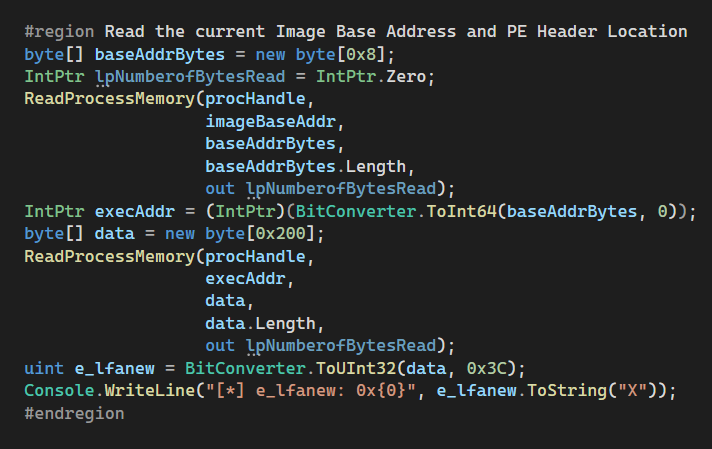 #region Read the current Image Base Address and PE Header Location
byte[] baseAddrBytes = new byte[0x8];
IntPtr lpNumberofBytesRead = IntPtr.Zero;
ReadProcessMemory(procHandle,
                  imageBaseAddr,
                  baseAddrBytes,
                  baseAddrBytes.Length,
                  out lpNumberofBytesRead);
IntPtr execAddr = (IntPtr)(BitConverter.ToInt64(baseAddrBytes, 0));
byte[] data = new byte[0x200];
ReadProcessMemory(procHandle,
                  execAddr,
                  data,
                  data.Length,
                  out lpNumberofBytesRead);
uint e_lfanew = BitConverter.ToUInt32(data, 0x3C);
Console.WriteLine("[*] e_lfanew: 0x{0}", e_lfanew.ToString("X"));
#endregion